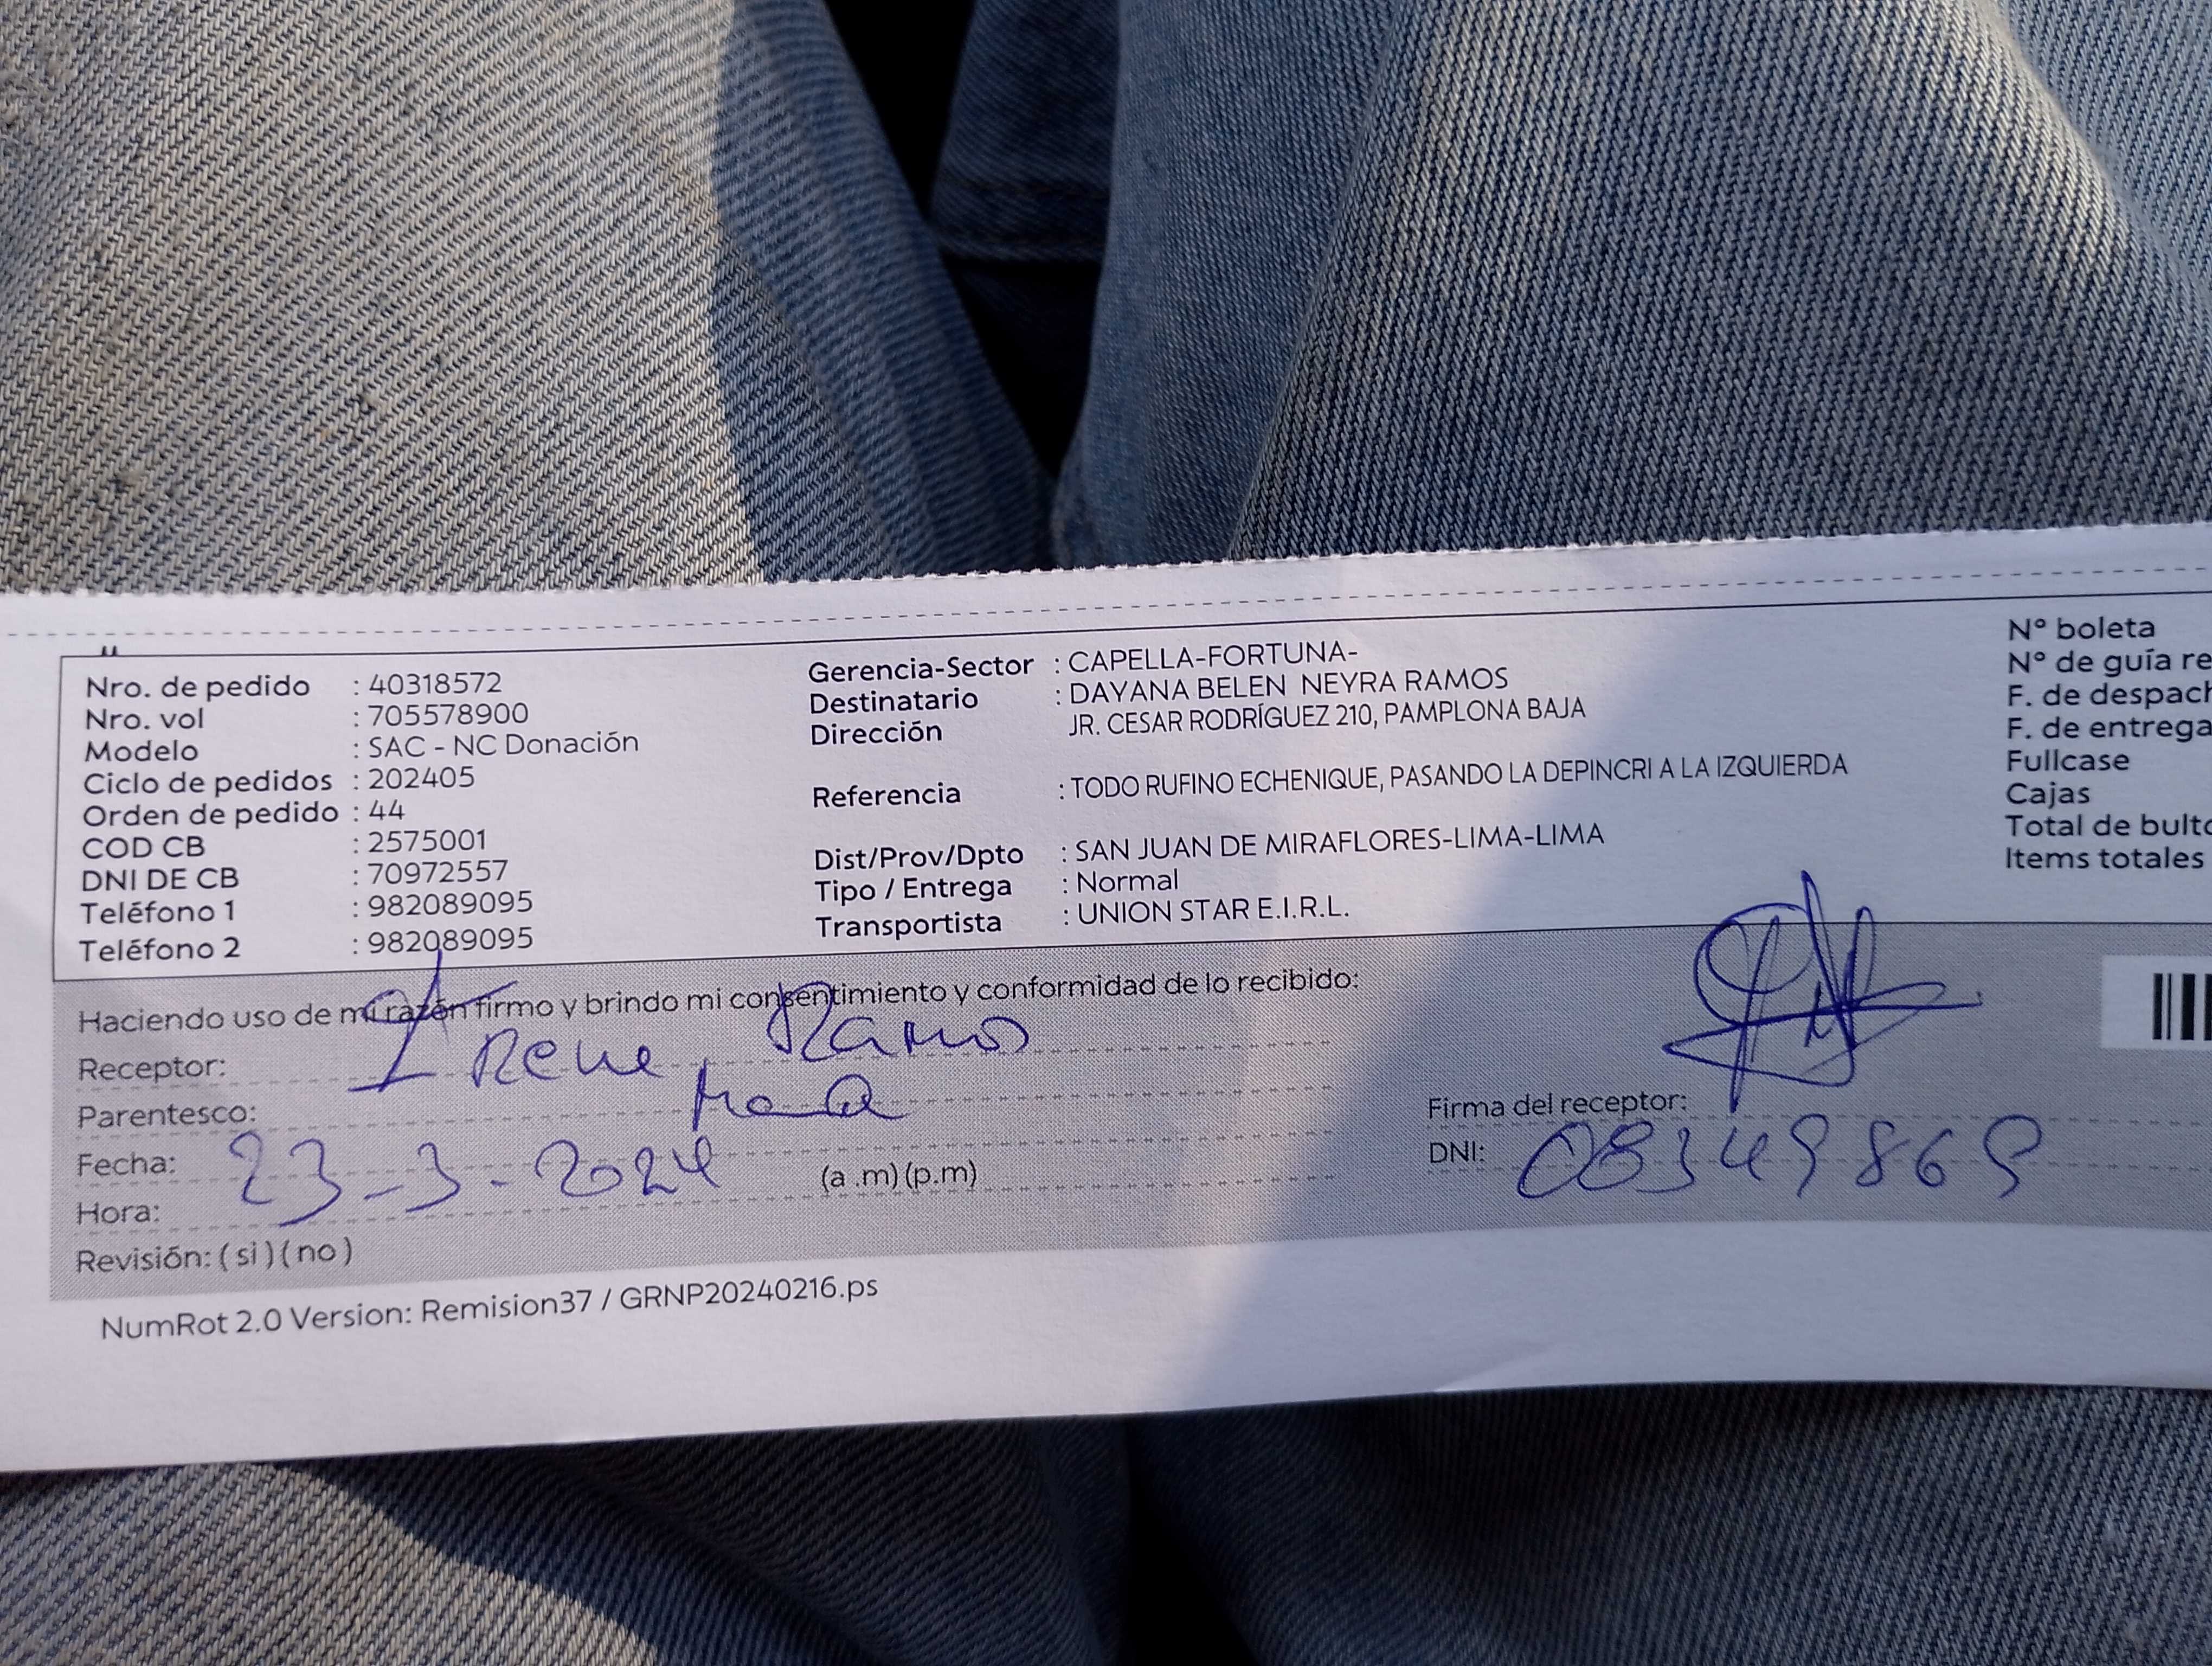 Nro. de pedido : 40318572
Nro. vol : 705578900
Modelo : SAC - NC Donación
Ciclo de pedidos : 202405
Orden de pedido : 44
COD CB : 2575001
DNI DE CB : 70972557
Teléfono 1 : 982089095
Teléfono 2 : 982089095
Gerencia-Sector : CAPELLA-FORTUNA-
Destinatario : DAYANA BELEN NEYRA RAMOS
Dirección JR. CESAR RODRÍGUEZ 210, PAMPLONA BAJA
Referencia : TODO RUFINO ECHENIQUE, PASANDO LA DEPINCRI A LA IZQUIERDA
Dist/Prov/Dpto : SAN JUAN DE MIRAFLORES-LIMA-LIMA
Tipo / Entrega : Normal
Transportista : UNION STAR E.I.R.L.
Nº boleta
Nº de guía re
F. de despach
F. de entrega
Fullcase
Cajas
Total de bulto
Items totales
Haciendo uso de mi razón firmo y brindo mi consentimiento y conformidad de lo recibido:
Receptor: Irene Ramos
Parentesco:
Fecha: 23-3-2024
Hora: (a .m) (p.m)
Revisión: ( si ) ( no )
Firma del receptor:
DNI: 08349869
NumRot 2.0 Version: Remision37 / GRNP20240216.ps